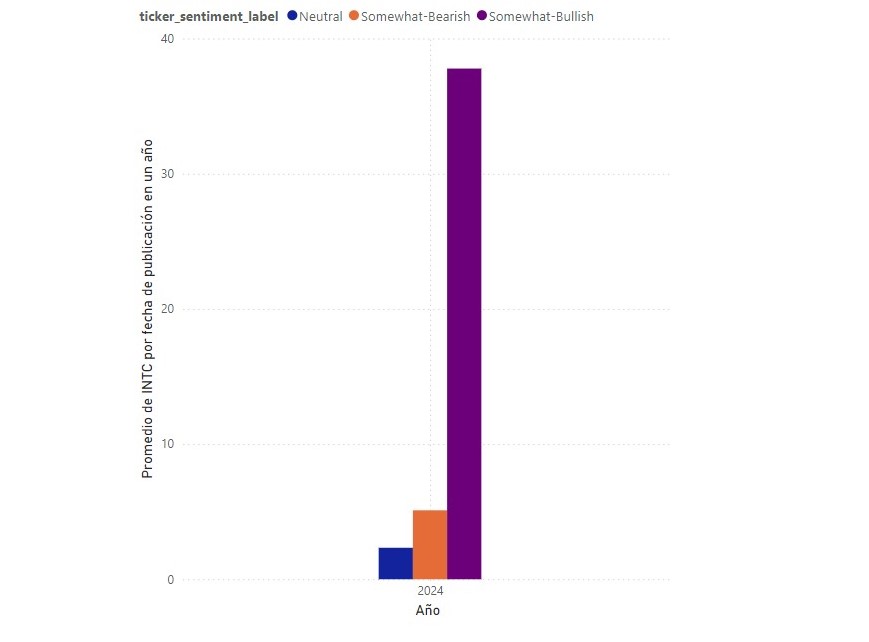 ticker_sentiment_label Neutral Somewhat-Bearish Somewhat-Bullish
40
30
20
10
0
Promedio de INTC por fecha de publicación en un año
2024
Año